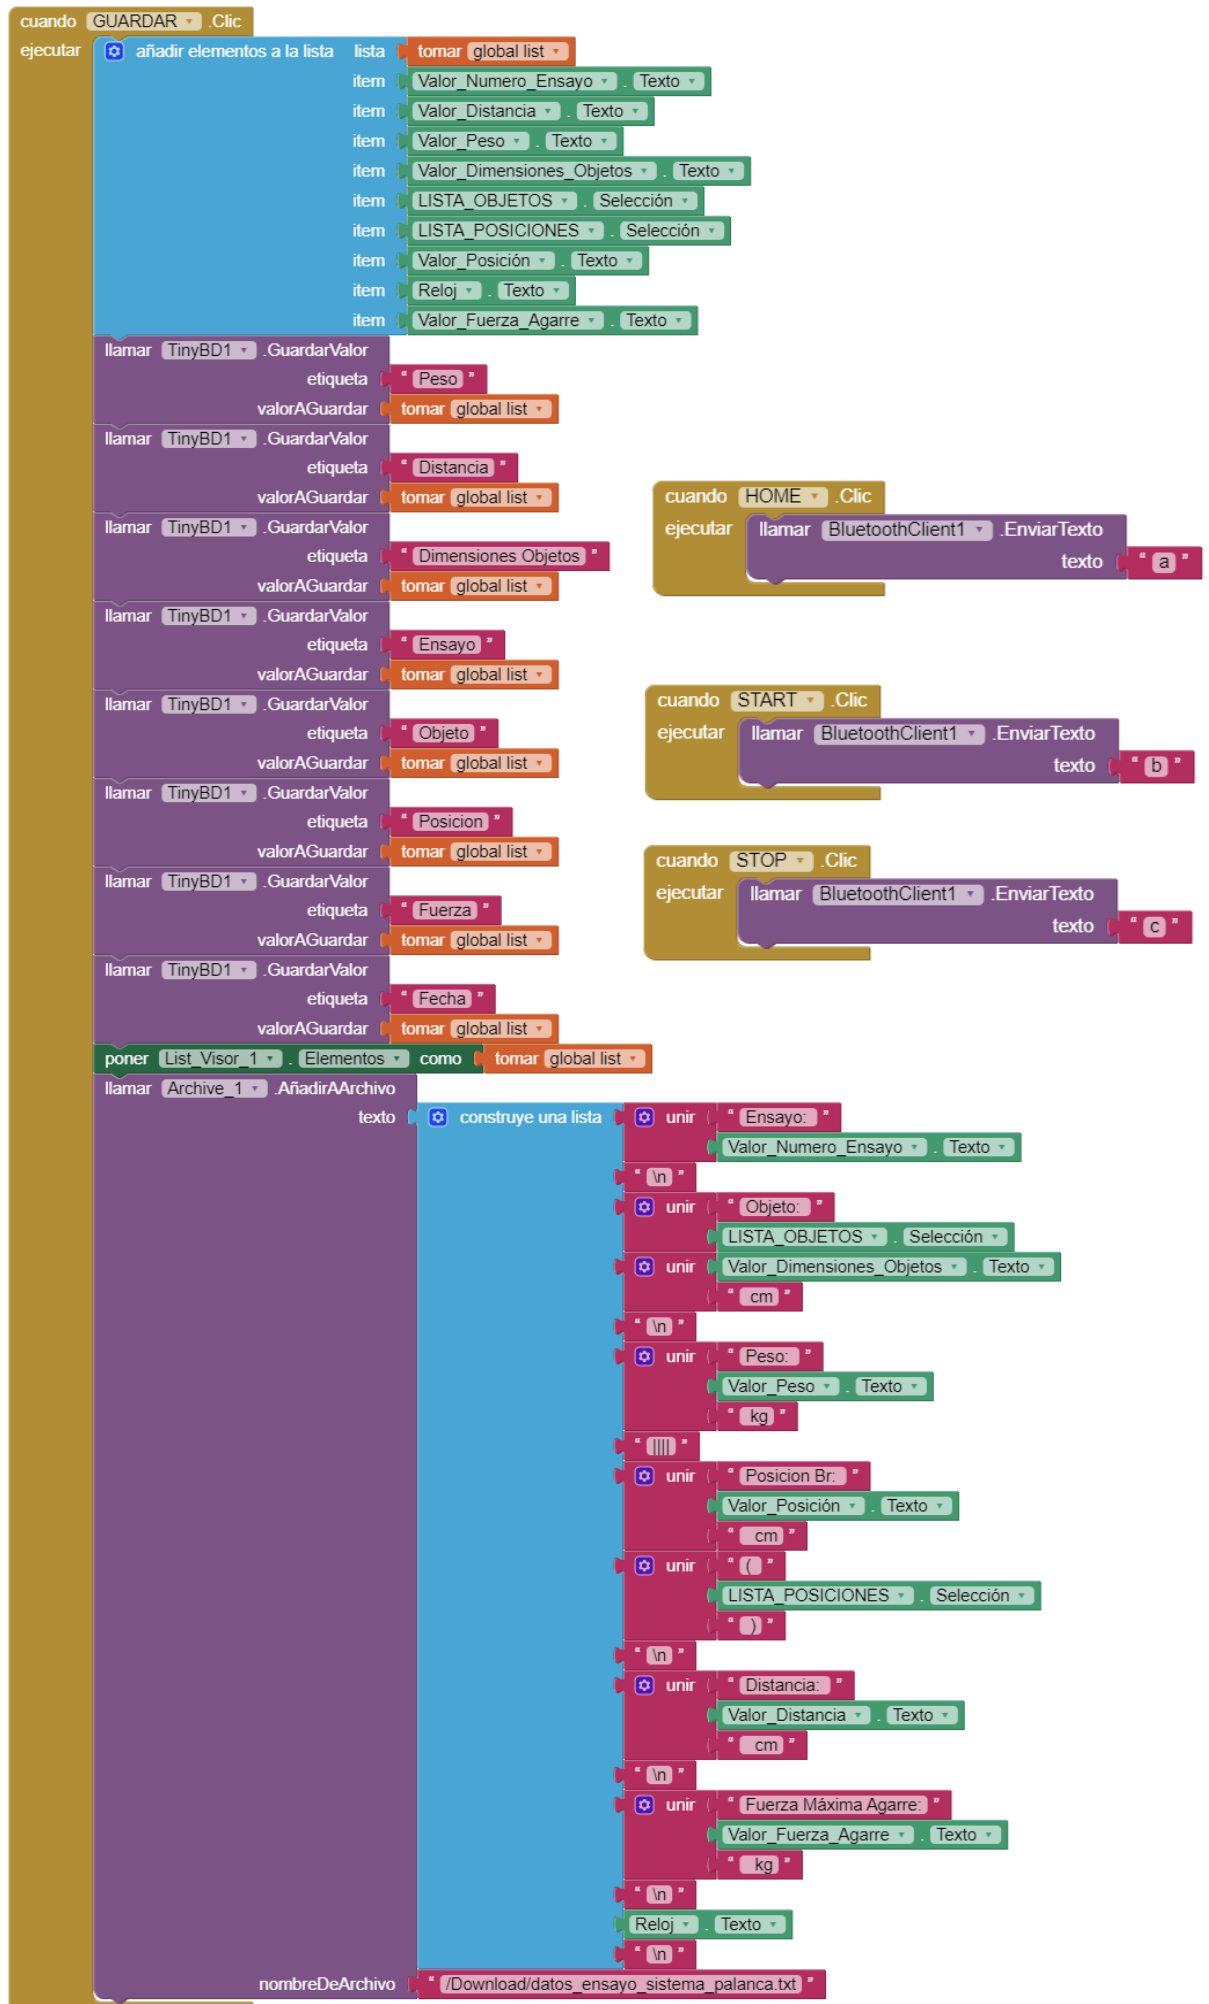 cuando GUARDAR .Clic
ejecutar añadir elementos a la lista lista tomar global list
item Valor_Numero_Ensayo . Texto
item Valor_Distancia . Texto
item Valor_Peso . Texto
item Valor_Dimensiones_Objetos . Texto
item LISTA_OBJETOS . Selección
item LISTA_POSICIONES . Selección
item Valor_Posición . Texto
item Reloj . Texto
item Valor_Fuerza_Agarre . Texto
llamar TinyBD1 .GuardarValor
etiqueta “ Peso ”
valorAGuardar tomar global list
llamar TinyBD1 .GuardarValor
etiqueta “ Distancia ”
valorAGuardar tomar global list
llamar TinyBD1 .GuardarValor
etiqueta “ Dimensiones Objetos ”
valorAGuardar tomar global list
llamar TinyBD1 .GuardarValor
etiqueta “ Ensayo ”
valorAGuardar tomar global list
llamar TinyBD1 .GuardarValor
etiqueta “ Objeto ”
valorAGuardar tomar global list
llamar TinyBD1 .GuardarValor
etiqueta “ Posicion ”
valorAGuardar tomar global list
llamar TinyBD1 .GuardarValor
etiqueta “ Fuerza ”
valorAGuardar tomar global list
llamar TinyBD1 .GuardarValor
etiqueta “ Fecha ”
valorAGuardar tomar global list
poner List_Visor_1 . Elementos como tomar global list
llamar Archive_1 .AñadirAArchivo
texto construye una lista unir “ Ensayo: ”
Valor_Numero_Ensayo . Texto
“ \n ”
unir “ Objeto: ”
LISTA_OBJETOS . Selección
unir Valor_Dimensiones_Objetos . Texto
“ cm ”
“ \n ”
unir “ Peso: ”
Valor_Peso . Texto
“ kg ”
“ |||| ”
unir “ Posicion Br: ”
Valor_Posición . Texto
“ cm ”
unir “ ( ”
LISTA_POSICIONES . Selección
“ ) ”
“ \n ”
unir “ Distancia: ”
Valor_Distancia . Texto
“ cm ”
“ \n ”
unir “ Fuerza Máxima Agarre: ”
Valor_Fuerza_Agarre . Texto
“ kg ”
“ \n ”
Reloj . Texto
“ \n ”
nombreDeArchivo “ /Download/datos_ensayo_sistema_palanca.txt ”
cuando HOME .Clic
ejecutar llamar BluetoothClient1 .EnviarTexto
texto “ a ”
cuando START .Clic
ejecutar llamar BluetoothClient1 .EnviarTexto
texto “ b ”
cuando STOP .Clic
ejecutar llamar BluetoothClient1 .EnviarTexto
texto “ c ”